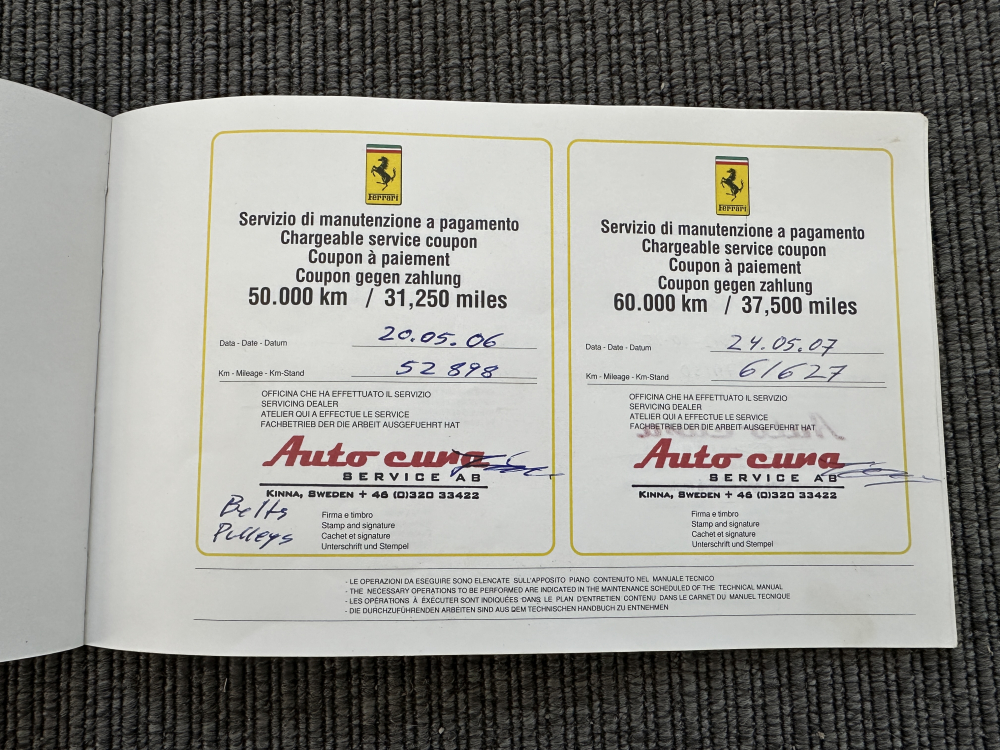 Ferrari
Servizio di manutenzione a pagamento
Chargeable service coupon
Coupon à paiement
Coupon gegen zahlung
50.000 km / 31,250 miles
Data - Date - Datum 20.05.06
Km - Mileage - Km-Stand 52 898
OFFICINA CHE HA EFFETTUATO IL SERVIZIO
SERVICING DEALER
ATELIER QUI A EFFECTUE LE SERVICE
FACHBETRIEB DER DIE ARBEIT AUSGEFUEHRT HAT
Auto cura
SERVICE AB
KINNA, SWEDEN + 46 (0)320 33422
Belts
Pulleys
Firma e timbro
Stamp and signature
Cachet et signature
Unterschrift und Stempel
Ferrari
Servizio di manutenzione a pagamento
Chargeable service coupon
Coupon à paiement
Coupon gegen zahlung
60.000 km / 37,500 miles
Data - Date - Datum 24.05.07
Km - Mileage - Km-Stand 61627
OFFICINA CHE HA EFFETTUATO IL SERVIZIO
SERVICING DEALER
ATELIER QUI A EFFECTUE LE SERVICE
FACHBETRIEB DER DIE ARBEIT AUSGEFUEHRT HAT
Auto cura
SERVICE AB
KINNA, SWEDEN + 46 (0)320 33422
Firma e timbro
Stamp and signature
Cachet et signature
Unterschrift und Stempel
- LE OPERAZIONI DA ESEGUIRE SONO ELENCATE SULL'APPOSITO PIANO CONTENUTO NEL MANUALE TECNICO
- THE NECESSARY OPERATIONS TO BE PERFORMED ARE INDICATED IN THE MAINTENANCE SCHEDULED OF THE TECHNICAL MANUAL
- LES OPÉRATIONS À EXÉCUTER SONT INDIQUÉES DANS LE PLAN D'ENTRETIEN CONTENU DANS LE CARNET DU MANUEL TECNIQUE
- DIE DURCHZUFÜHRENDEN ARBEITEN SIND AUS DEM TECHNISCHEN HANDBUCH ZU ENTNEHMEN